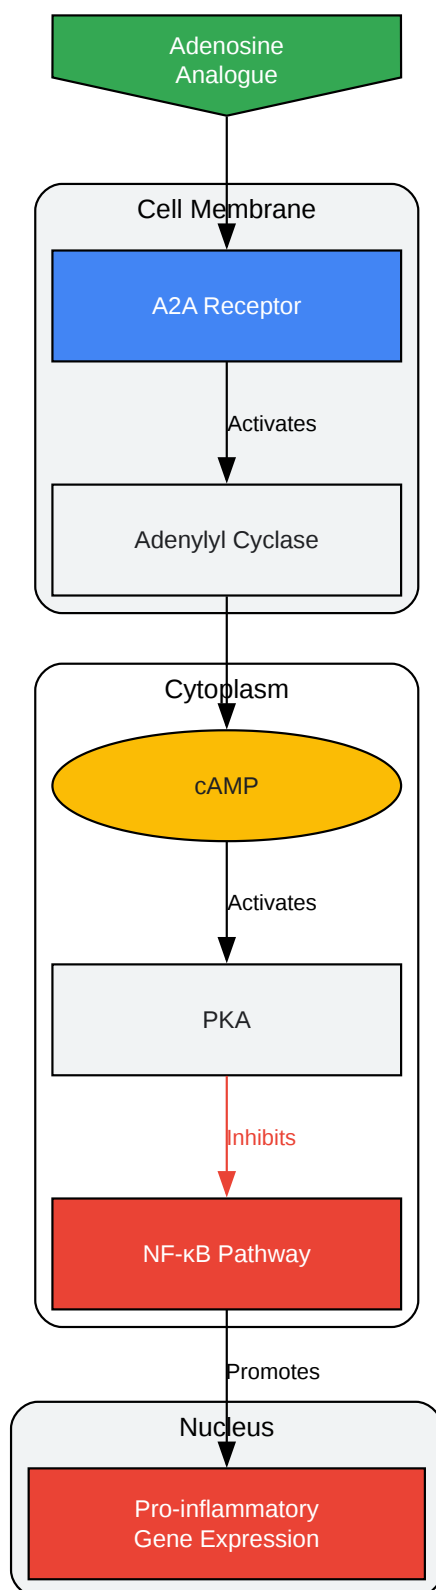 Adenosine
Analogue
Cell Membrane
A2A Receptor
Activates
Adenylyl Cyclase
Cytoplasm
cAMP
Activates
PKA
Inhibits
NF-κB Pathway
Promotes
Nucleus
Pro-inflammatory
Gene Expression